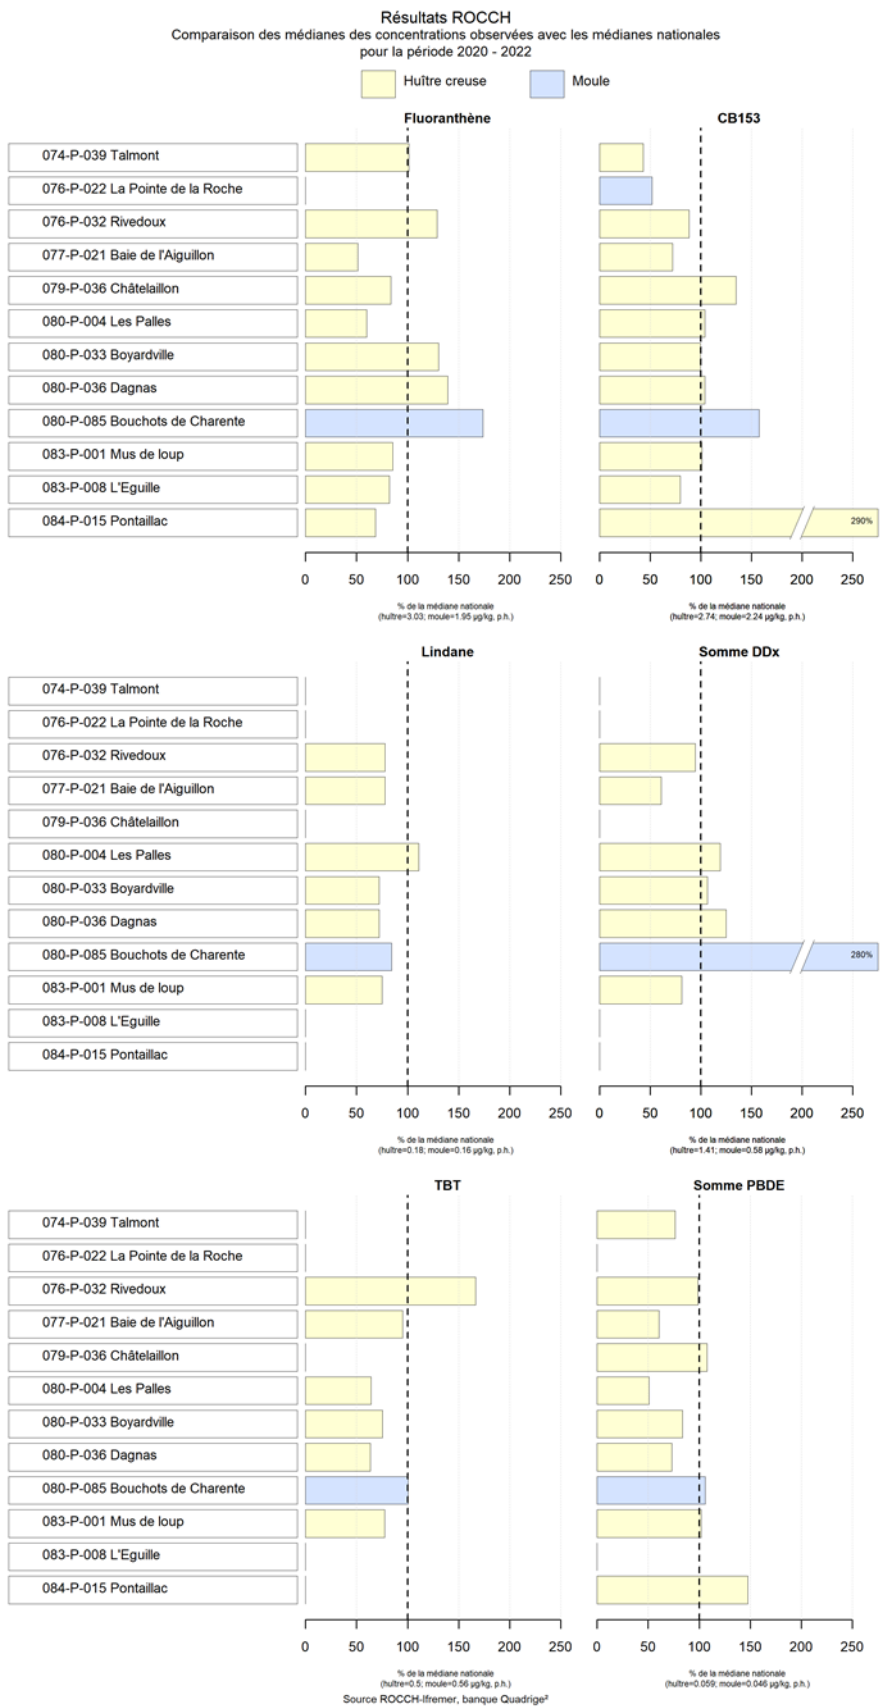 Résultats ROCCH
Comparaison des médianes des concentrations observées avec les médianes nationales
pour la période 2020 - 2022
Huître creuse
Moule
Fluoranthène
CB153
074-P-039 Talmont
076-P-022 La Pointe de la Roche
076-P-032 Rivedoux
077-P-021 Baie de l'Aiguillon
079-P-036 Châtelaillon
080-P-004 Les Palles
080-P-033 Boyardville
080-P-036 Dagnas
080-P-085 Bouchots de Charente
083-P-001 Mus de loup
083-P-008 L'Eguille
084-P-015 Pontaillac
290%
0 50 100 150 200 250
0 50 100 150 200 250
% de la médiane nationale
(huître=3.03; moule=1.95 µg/kg, p.h.)
% de la médiane nationale
(huître=2.74; moule=2.24 µg/kg, p.h.)
Lindane
Somme DDx
074-P-039 Talmont
076-P-022 La Pointe de la Roche
076-P-032 Rivedoux
077-P-021 Baie de l'Aiguillon
079-P-036 Châtelaillon
080-P-004 Les Palles
080-P-033 Boyardville
080-P-036 Dagnas
080-P-085 Bouchots de Charente
280%
083-P-001 Mus de loup
083-P-008 L'Eguille
084-P-015 Pontaillac
0 50 100 150 200 250
0 50 100 150 200 250
% de la médiane nationale
(huître=0.18; moule=0.16 µg/kg, p.h.)
% de la médiane nationale
(huître=1.41; moule=0.58 µg/kg, p.h.)
TBT
Somme PBDE
074-P-039 Talmont
076-P-022 La Pointe de la Roche
076-P-032 Rivedoux
077-P-021 Baie de l'Aiguillon
079-P-036 Châtelaillon
080-P-004 Les Palles
080-P-033 Boyardville
080-P-036 Dagnas
080-P-085 Bouchots de Charente
083-P-001 Mus de loup
083-P-008 L'Eguille
084-P-015 Pontaillac
0 50 100 150 200 250
0 50 100 150 200 250
% de la médiane nationale
(huître=0.5; moule=0.56 µg/kg, p.h.)
% de la médiane nationale
(huître=0.059; moule=0.046 µg/kg, p.h.)
Source ROCCH-Ifremer, banque Quadrige²